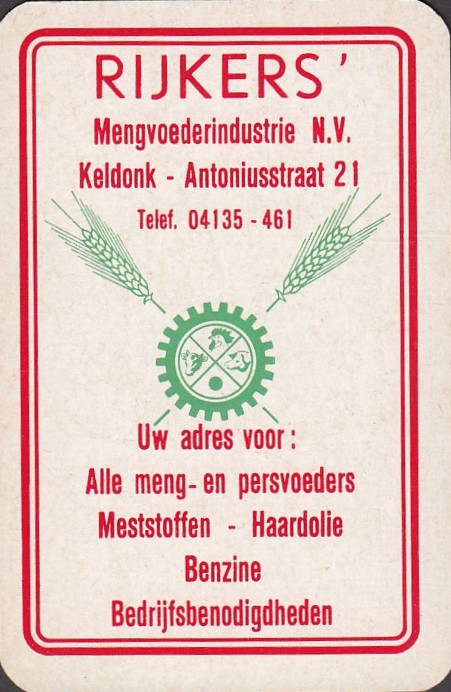 RIJKERS'
Mengvoederindustrie N.V.
Keldonk - Antoniusstraat 21
Telef. 04135 - 461
Uw adres voor:
Alle meng- en persvoeders
Meststoffen - Haardolie
Benzine
Bedrijfsbenodigdheden